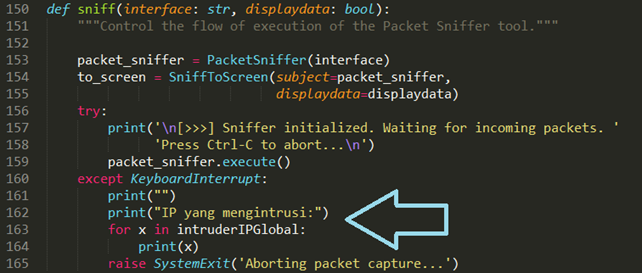 150 def sniff(interface: str, displaydata: bool):
151     """Control the flow of execution of the Packet Sniffer tool."""
152
153     packet_sniffer = PacketSniffer(interface)
154     to_screen = SniffToScreen(subject=packet_sniffer,
155                               displaydata=displaydata)
156     try:
157         print('\n[>>>] Sniffer initialized. Waiting for incoming packets. '
158               'Press Ctrl-C to abort...\n')
159         packet_sniffer.execute()
160     except KeyboardInterrupt:
161         print("")
162         print("IP yang mengintrusi:")
163         for x in intruderIPGlobal:
164             print(x)
165         raise SystemExit('Aborting packet capture...')